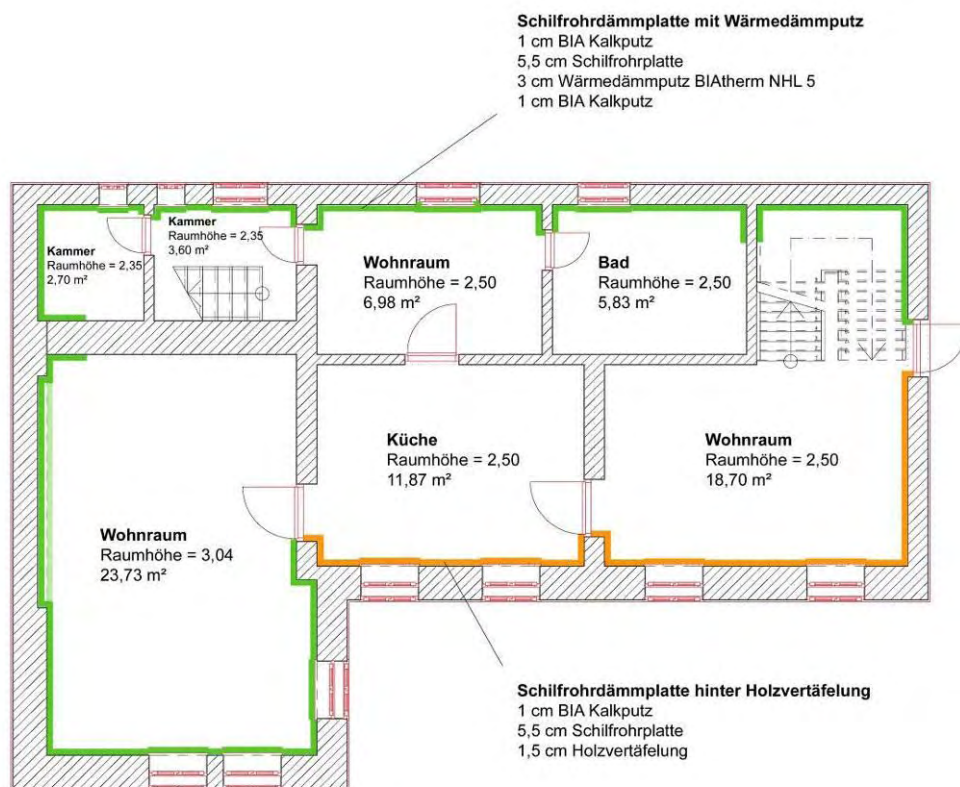 Schilfrohrdämmplatte mit Wärmedämmputz
1 cm BIA Kalkputz
5,5 cm Schilfrohrplatte
3 cm Wärmedämmputz BIAtherm NHL 5
1 cm BIA Kalkputz
Kammer
Raumhöhe = 2,35
2,70 m²
Kammer
Raumhöhe = 2,35
3,60 m²
Wohnraum
Raumhöhe = 2,50
6,98 m²
Bad
Raumhöhe = 2,50
5,83 m²
Küche
Raumhöhe = 2,50
11,87 m²
Wohnraum
Raumhöhe = 2,50
18,70 m²
Wohnraum
Raumhöhe = 3,04
23,73 m²
Schilfrohrdämmplatte hinter Holzvertäfelung
1 cm BIA Kalkputz
5,5 cm Schilfrohrplatte
1,5 cm Holzvertäfelung